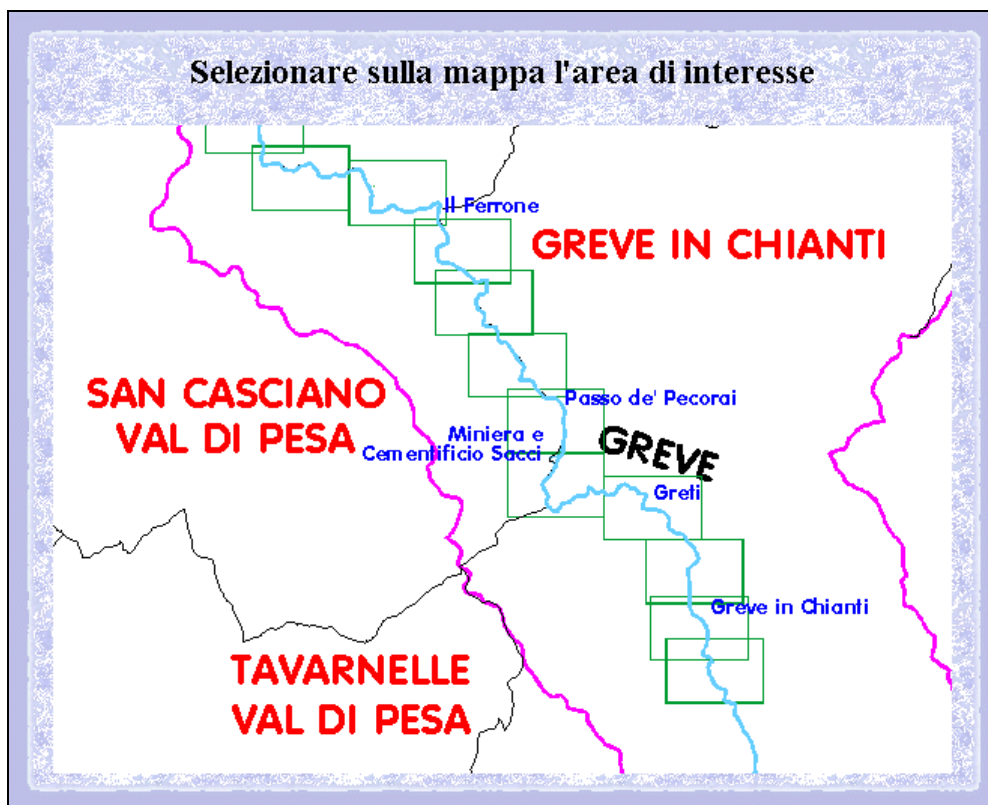 Selezionare sulla mappa l'area di interesse
Il Ferrone
GREVE IN CHIANTI
SAN CASCIANO
VAL DI PESA
Passo de' Pecorai
Miniera e
Cementificio Sacci
GREVE
Greti
Greve in Chianti
TAVARNELLE
VAL DI PESA